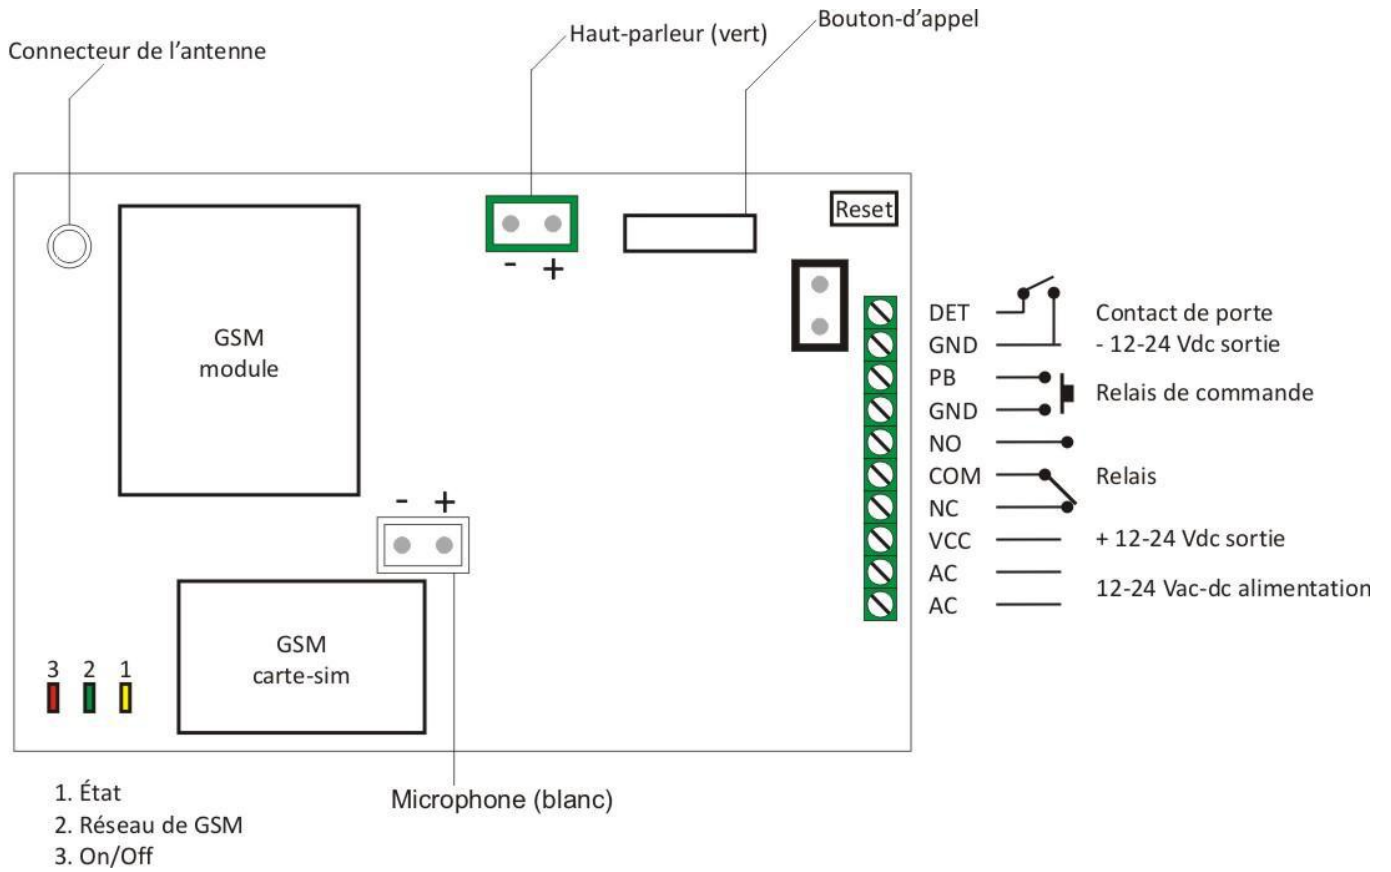 Connecteur de l’antenne
Haut-parleur (vert)
Bouton-d’appel
Reset
- +
GSM
module
DET
Contact de porte
GND
- 12-24 Vdc sortie
PB
Relais de commande
GND
NO
COM
Relais
NC
VCC
+ 12-24 Vdc sortie
AC
12-24 Vac-dc alimentation
AC
- +
GSM
carte-sim
3 2 1
Microphone (blanc)
1. État
2. Réseau de GSM
3. On/Off